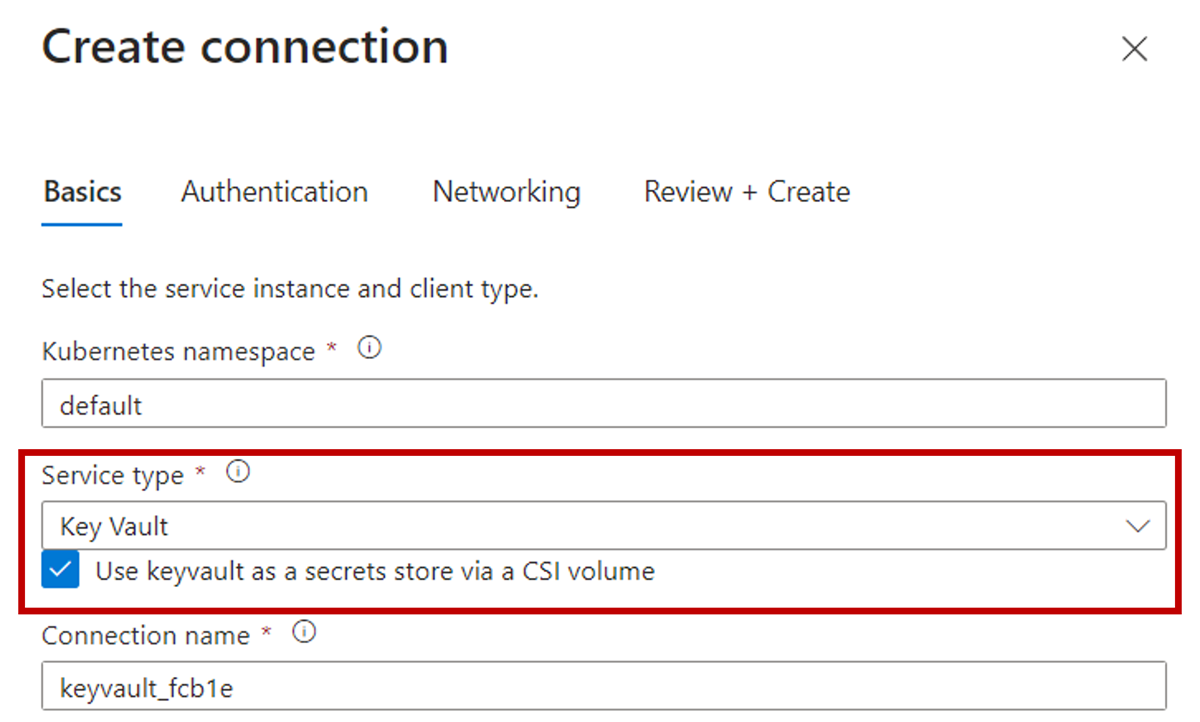 Create connection
Basics Authentication Networking Review + Create
Select the service instance and client type.
Kubernetes namespace *
default
Service type *
Key Vault
Use keyvault as a secrets store via a CSI volume
Connection name *
keyvault_fcb1e